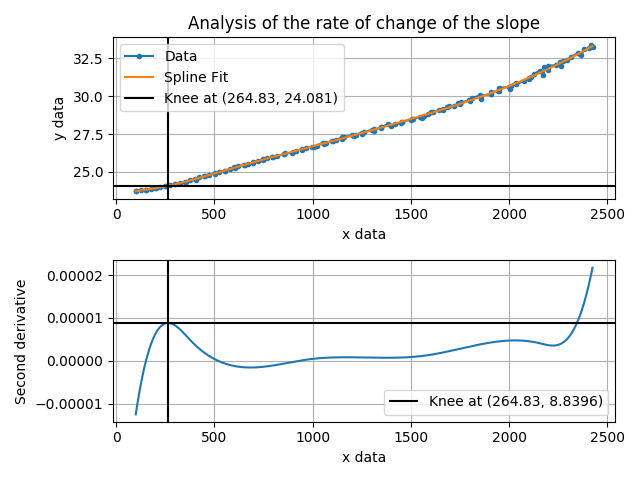 Analysis of the rate of change of the slope
Data
Spline Fit
Knee at (264.83, 24.081)
32.5
30.0
27.5
25.0
y data
0 500 1000 1500 2000 2500
x data
0.00002
0.00001
0.00000
−0.00001
Second derivative
Knee at (264.83, 8.8396)
0 500 1000 1500 2000 2500
x data